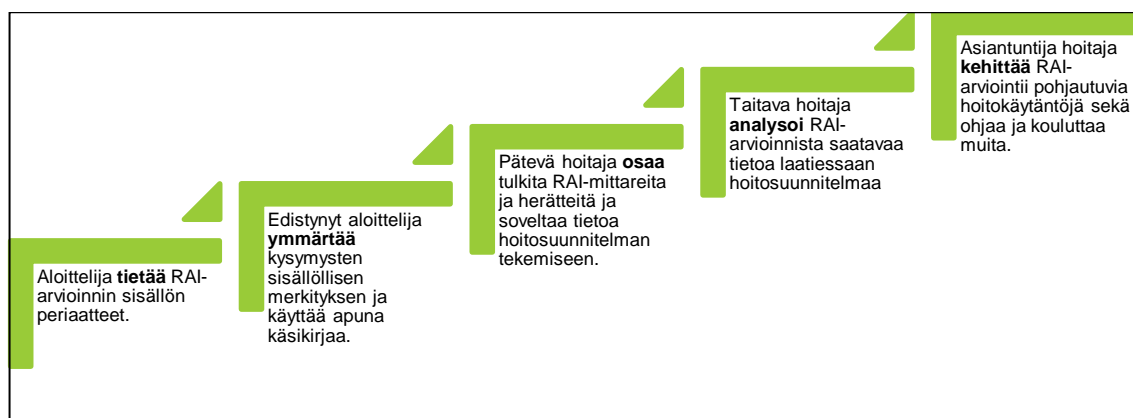 Aloittelija tietää RAI-
arvioinnin sisällön
periaatteet.
Edistynyt aloittelija
ymmärtää
kysymysten
sisällöllisen
merkityksen ja
käyttää apuna
käsikirjaa.
Pätevä hoitaja osaa
tulkita RAI-mittareita
ja herätteitä ja
soveltaa tietoa
hoitosuunnitelman
tekemiseen.
Taitava hoitaja
analysoi RAI-
arvioinnista saatavaa
tietoa laatiessaan
hoitosuunnitelmaa
Asiantuntija hoitaja
kehittää RAI-
arviointii pohjautuvia
hoitokäytäntöjä sekä
ohjaa ja kouluttaa
muita.